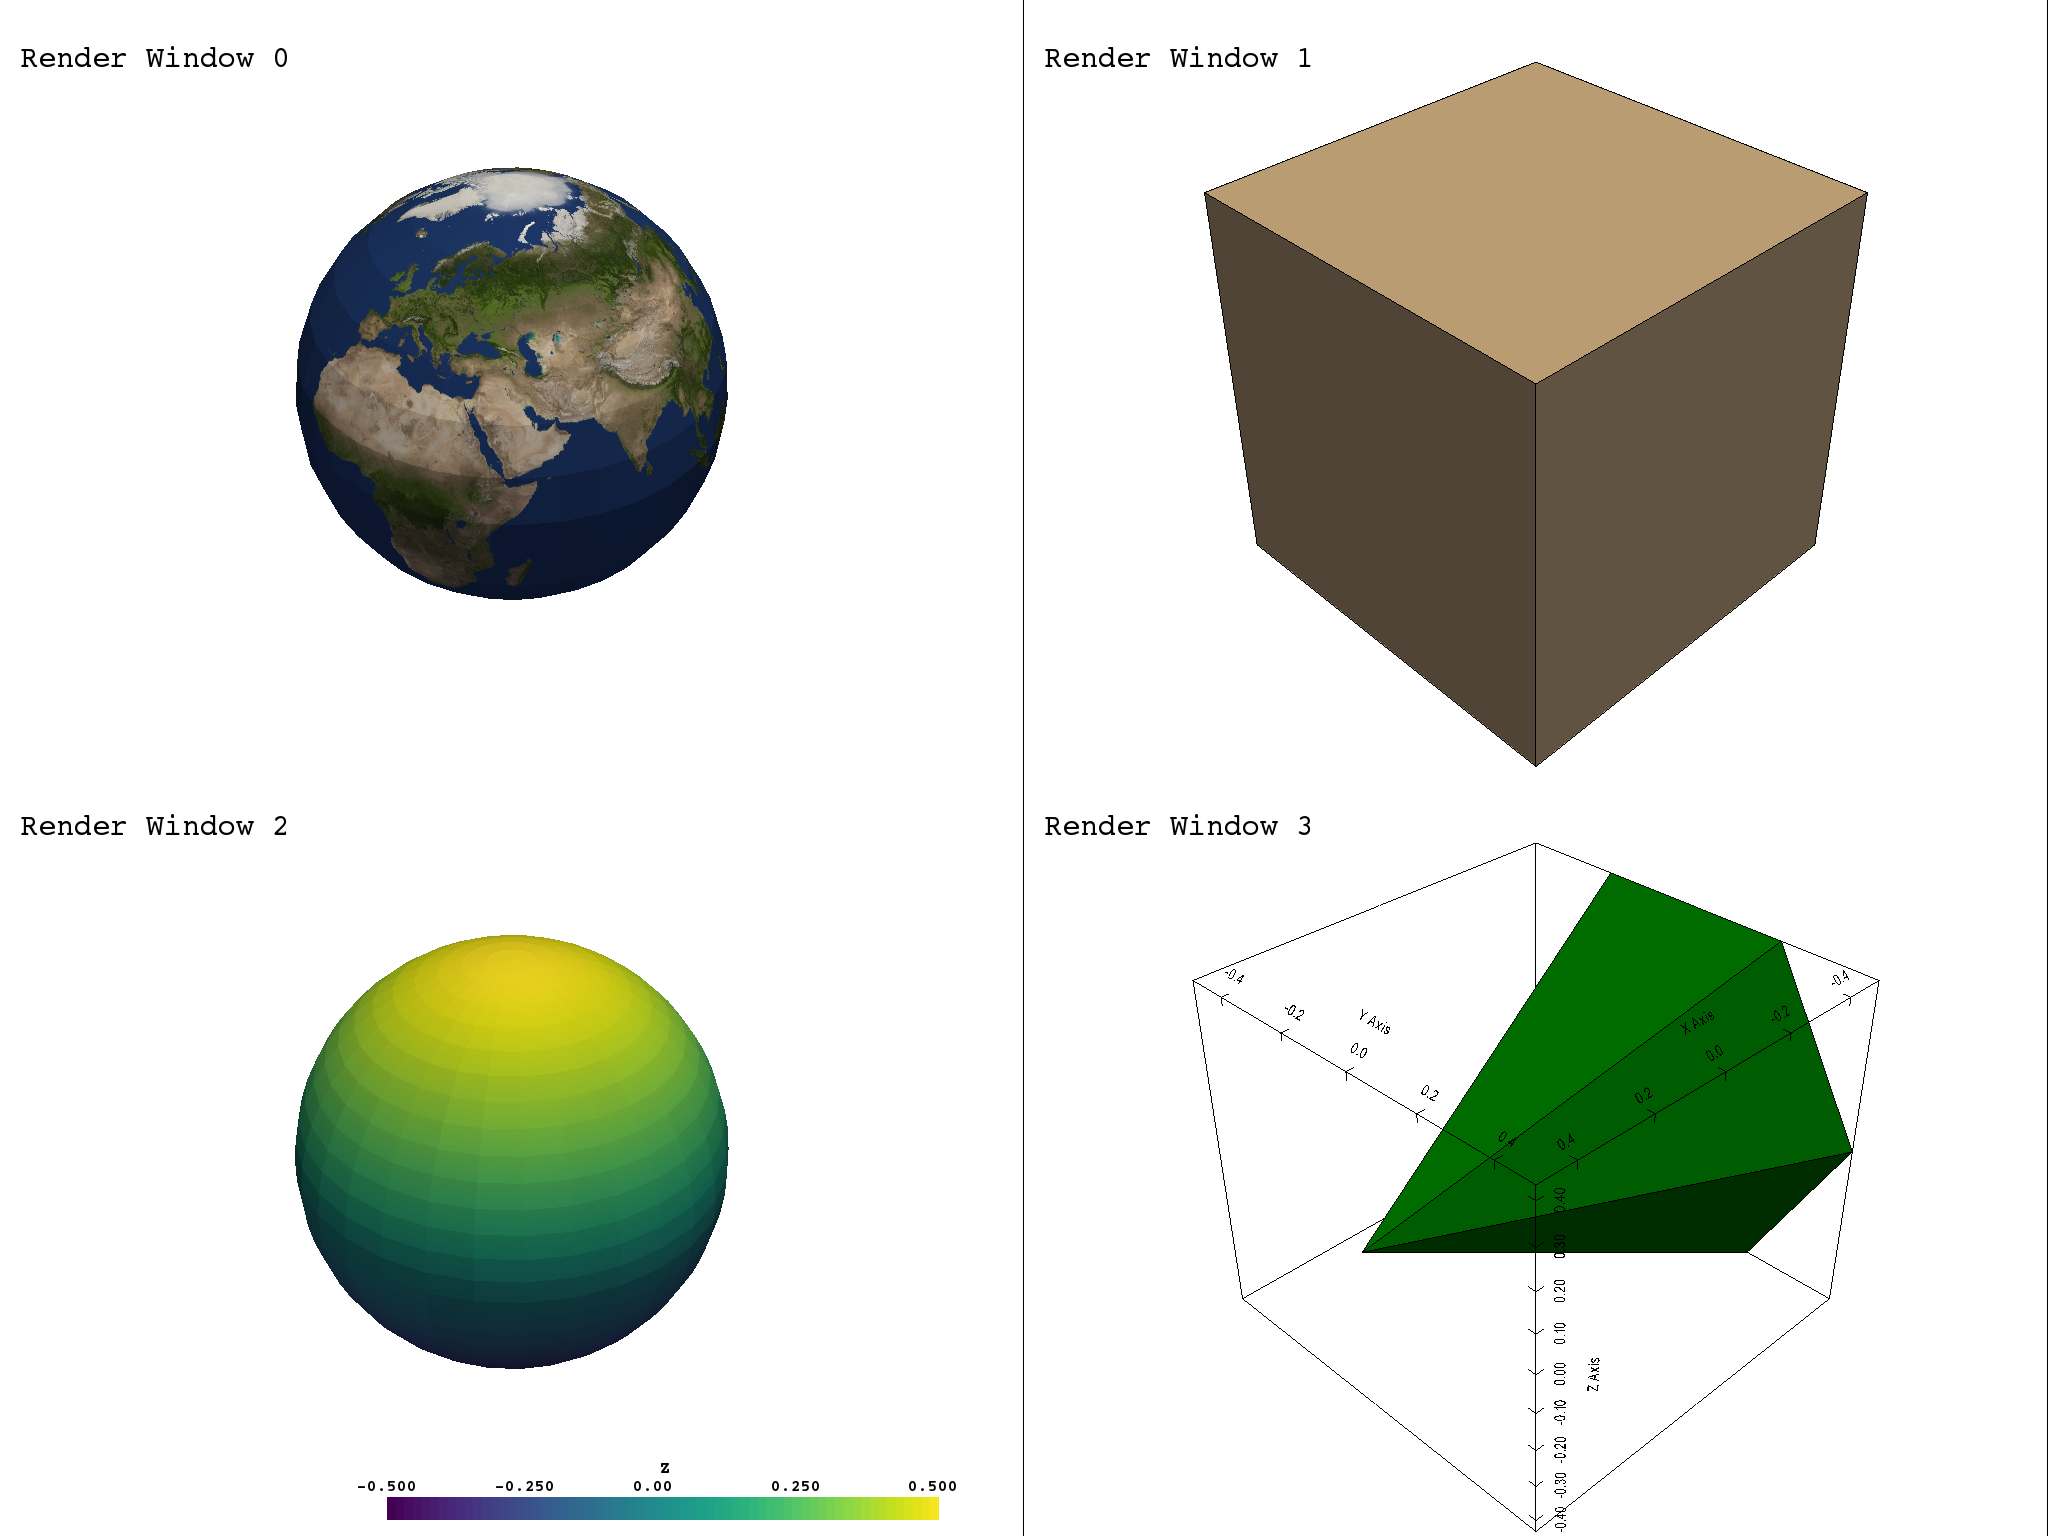 Render Window 0
Render Window 1
Render Window 2
z
-0.500 -0.250 0.00 0.250 0.500
Render Window 3
-0.4
-0.2
Y Axis
0.0
0.2
0.4
-0.4
-0.2
X Axis
0.0
0.2
0.4
0.40
0.30
0.20
0.10
0.00
Z Axis
-0.10
-0.20
-0.30
-0.40